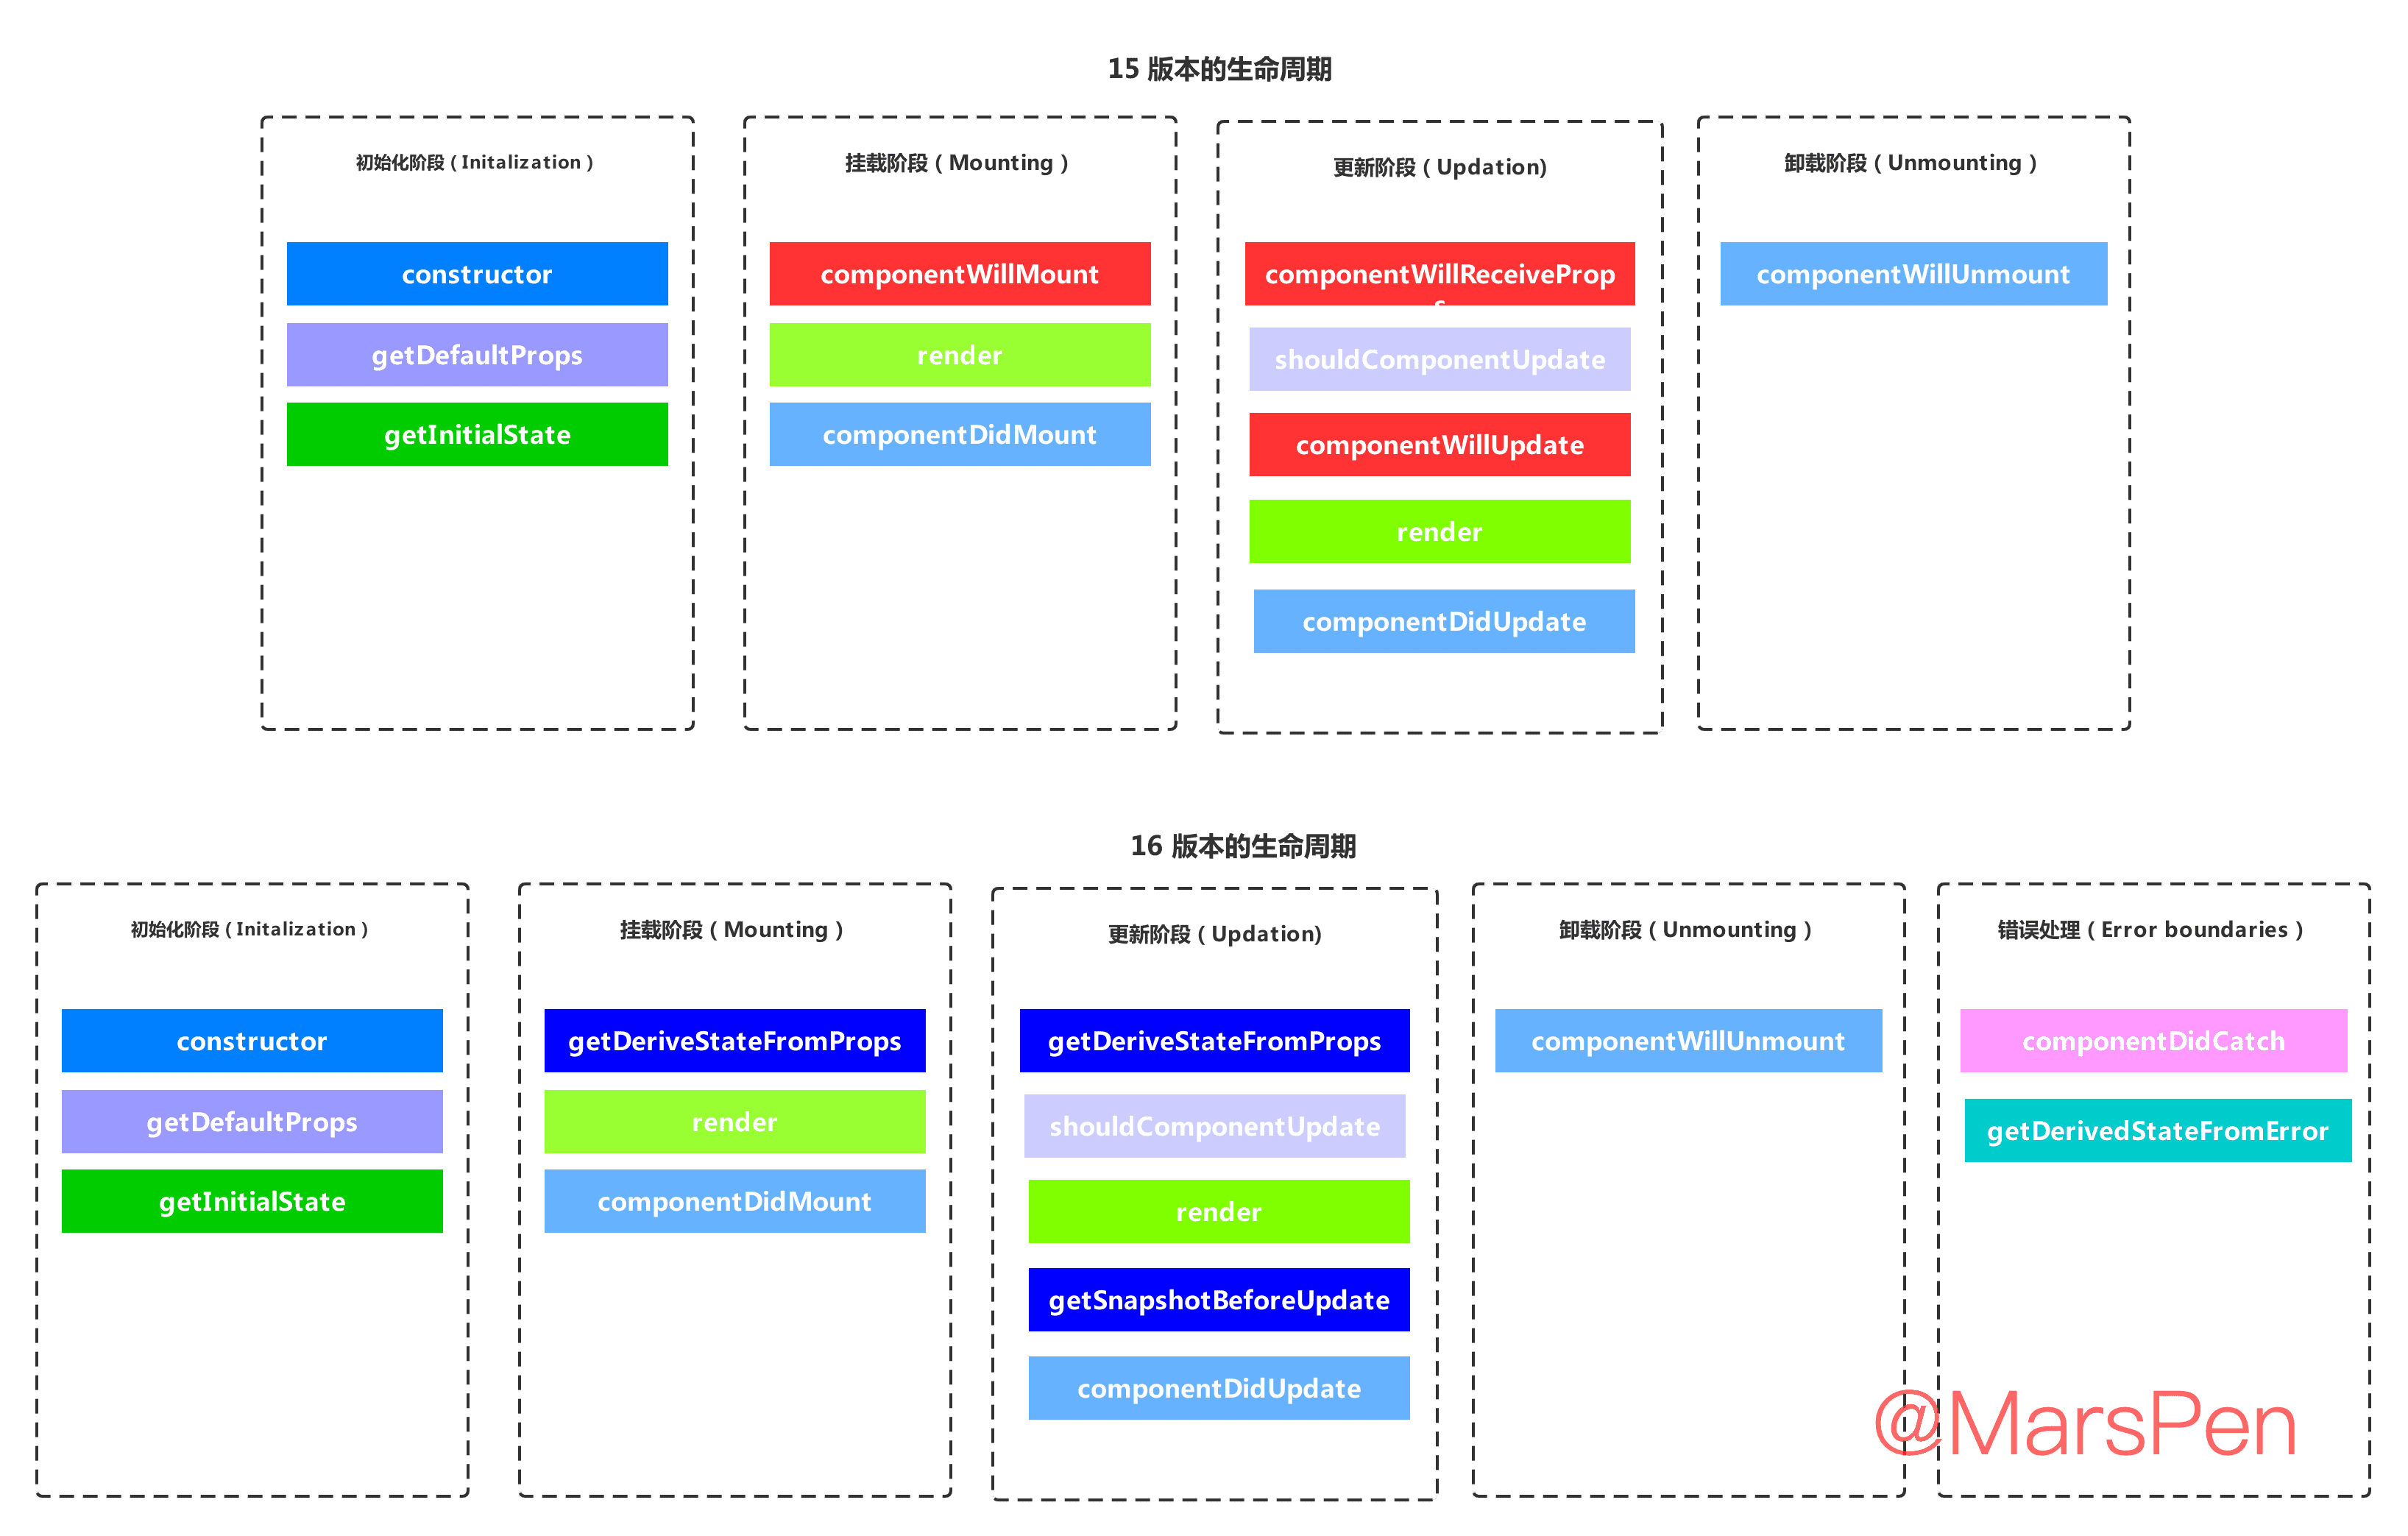 15 版本的生命周期
初始化阶段（Initalization）
constructor
getDefaultProps
getInitialState
挂载阶段（Mounting）
componentWillMount
render
componentDidMount
更新阶段（Updation)
componentWillReceiveProp
s
shouldComponentUpdate
componentWillUpdate
render
componentDidUpdate
卸载阶段（Unmounting）
componentWillUnmount
16 版本的生命周期
初始化阶段（Initalization）
constructor
getDefaultProps
getInitialState
挂载阶段（Mounting）
getDeriveStateFromProps
render
componentDidMount
更新阶段（Updation)
getDeriveStateFromProps
shouldComponentUpdate
render
getSnapshotBeforeUpdate
componentDidUpdate
卸载阶段（Unmounting）
componentWillUnmount
错误处理（Error boundaries）
componentDidCatch
getDerivedStateFromError
@MarsPen